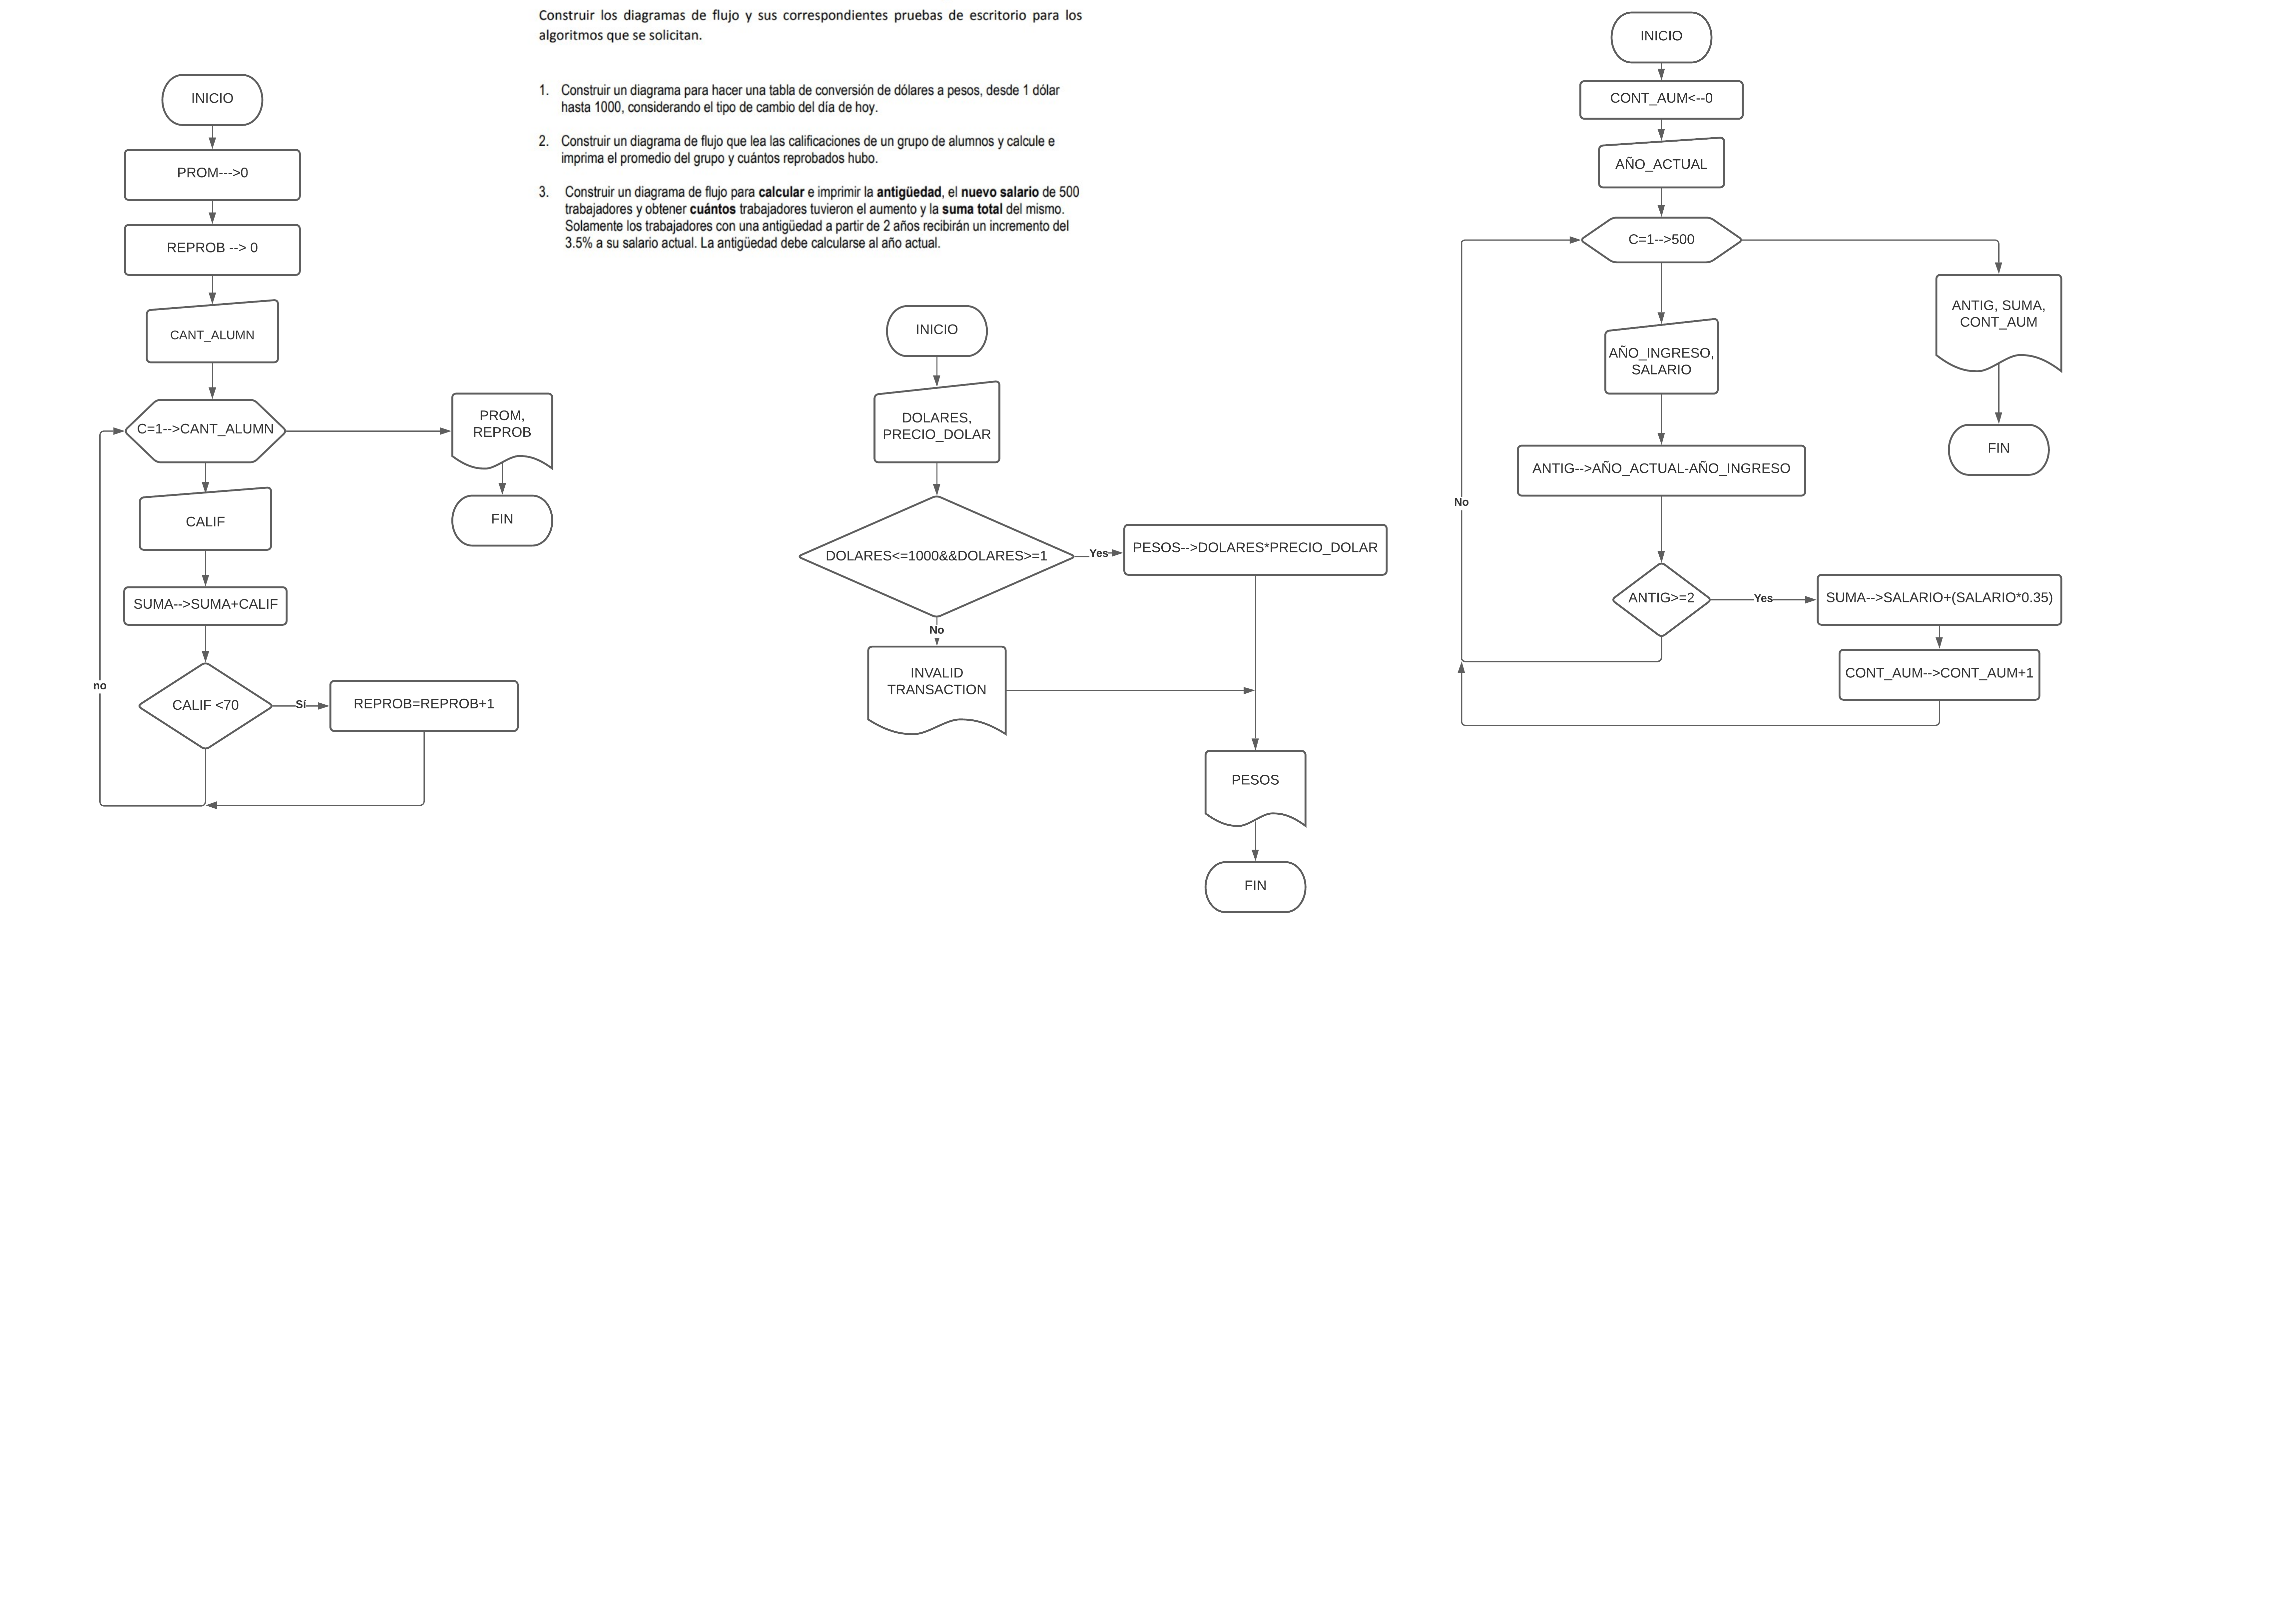 Construir los diagramas de flujo y sus correspondientes pruebas de escritorio para los
algoritmos que se solicitan.
1. Construir un diagrama para hacer una tabla de conversión de dólares a pesos, desde 1 dólar
hasta 1000, considerando el tipo de cambio del día de hoy.
2. Construir un diagrama de flujo que lea las calificaciones de un grupo de alumnos y calcule e
imprima el promedio del grupo y cuántos reprobados hubo.
3. Construir un diagrama de flujo para calcular e imprimir la antigüedad, el nuevo salario de 500
trabajadores y obtener cuántos trabajadores tuvieron el aumento y la suma total del mismo.
Solamente los trabajadores con una antigüedad a partir de 2 años recibirán un incremento del
3.5% a su salario actual. La antigüedad debe calcularse al año actual.
INICIO
PROM--->0
REPROB --> 0
CANT_ALUMN
C=1-->CANT_ALUMN
PROM,
REPROB
FIN
CALIF
SUMA-->SUMA+CALIF
CALIF <70
Sí
REPROB=REPROB+1
no
INICIO
DOLARES,
PRECIO_DOLAR
DOLARES<=1000&&DOLARES>=1
Yes
PESOS-->DOLARES*PRECIO_DOLAR
No
INVALID
TRANSACTION
PESOS
FIN
INICIO
CONT_AUM<--0
AÑO_ACTUAL
C=1-->500
ANTIG, SUMA,
CONT_AUM
FIN
AÑO_INGRESO,
SALARIO
ANTIG-->AÑO_ACTUAL-AÑO_INGRESO
No
ANTIG>=2
Yes
SUMA-->SALARIO+(SALARIO*0.35)
CONT_AUM-->CONT_AUM+1